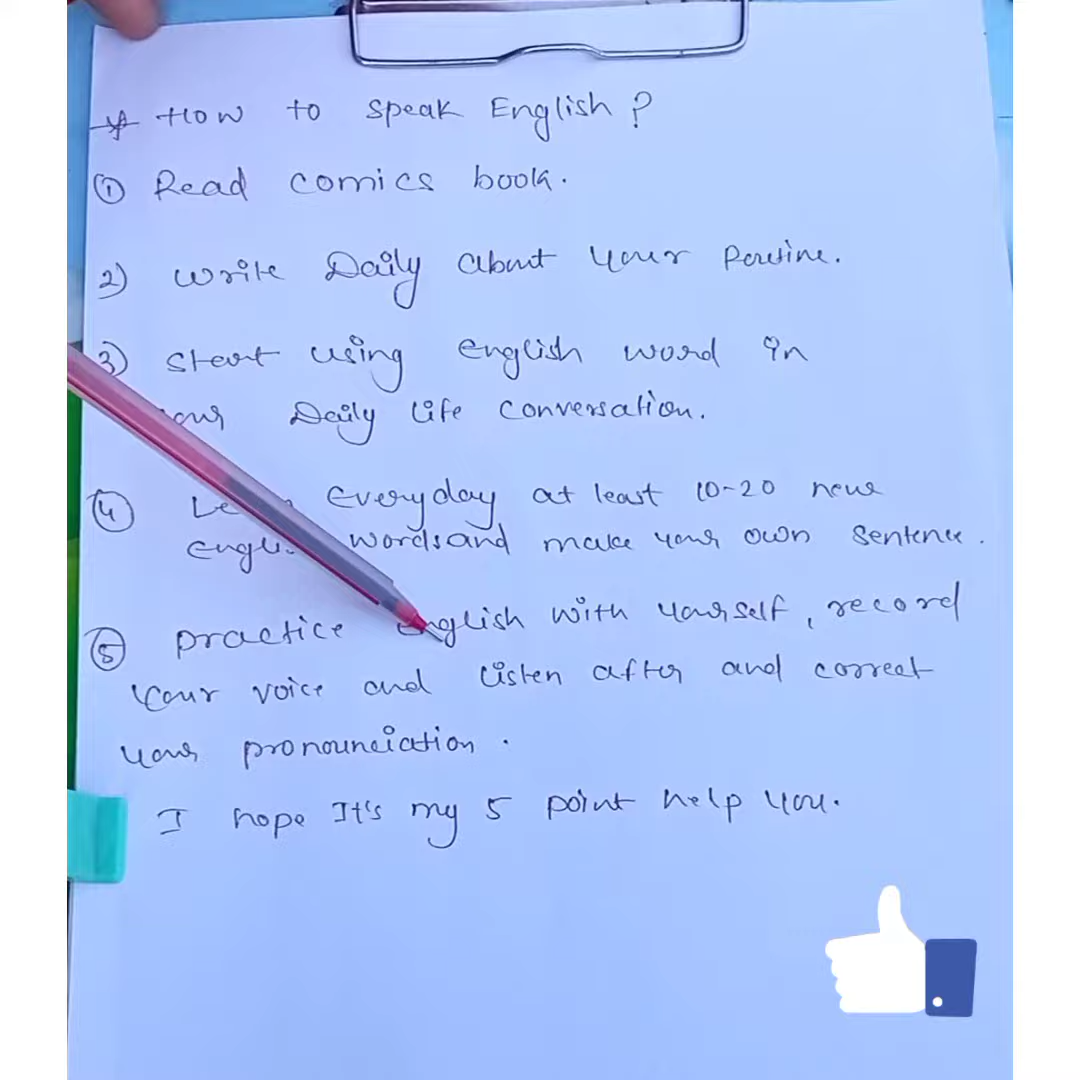 * How to speak English ?
① Read comics book.
2) write Daily about your Routine.
3) start using english word in
your Daily life conversation.
④ Everyday at least 10-20 new
English words and make your own sentence.
⑤ practice English with yourself, record
your voice and listen after and correct
your pronounciation.
I hope It's my 5 point help you.